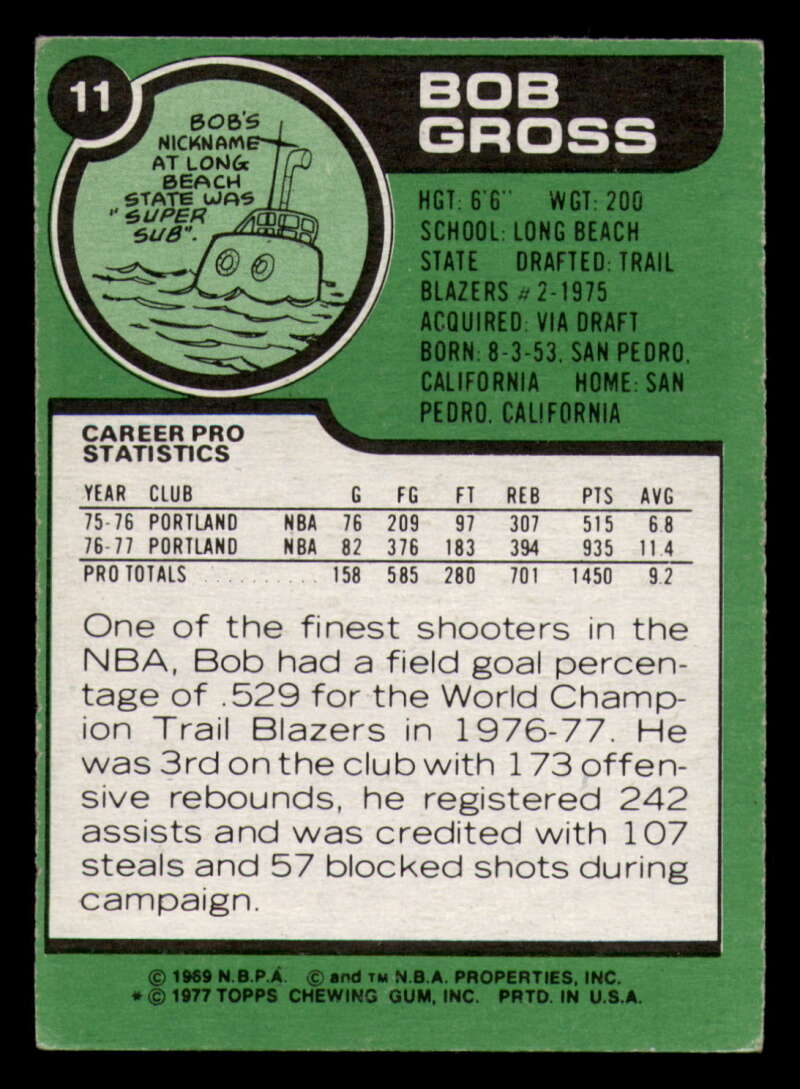 11
BOB'S
NICKNAME
AT LONG
BEACH
STATE WAS
"SUPER
SUB".
BOB
GROSS
HGT: 6'6" WGT: 200
SCHOOL: LONG BEACH
STATE DRAFTED: TRAIL
BLAZERS #2-1975
ACQUIRED: VIA DRAFT
BORN: 8-3-53, SAN PEDRO,
CALIFORNIA HOME: SAN
PEDRO, CALIFORNIA
CAREER PRO
STATISTICS
YEAR CLUB G FG FT REB PTS AVG
75-76 PORTLAND NBA 76 209 97 307 515 6.8
76-77 PORTLAND NBA 82 376 183 394 935 11.4
PRO TOTALS .......... 158 585 280 701 1450 9.2
One of the finest shooters in the
NBA, Bob had a field goal percen-
tage of .529 for the World Champ-
ion Trail Blazers in 1976-77. He
was 3rd on the club with 173 offen-
sive rebounds, he registered 242
assists and was credited with 107
steals and 57 blocked shots during
campaign.
© 1969 N.B.P.A. © and TM N.B.A. PROPERTIES, INC.
*© 1977 TOPPS CHEWING GUM, INC. PRTD. IN U.S.A.